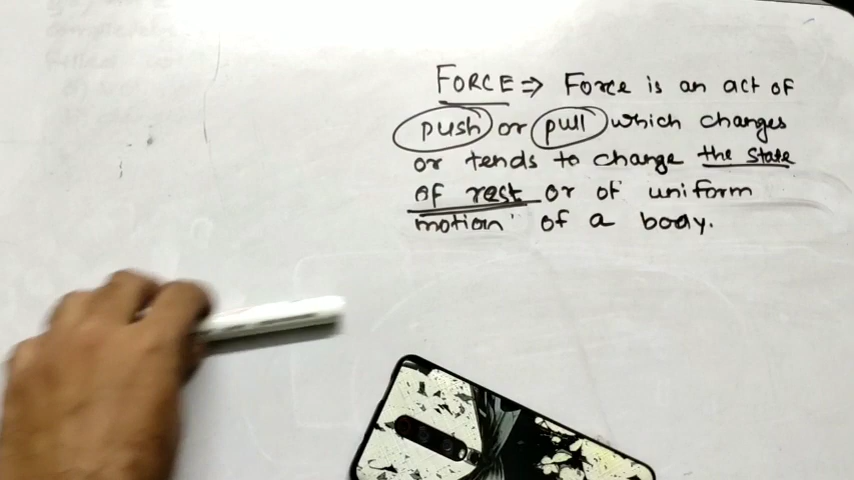 FORCE ⇒ Force is an act of
push or pull which changes
or tends to change the state
of rest or of uniform
motion of a body.